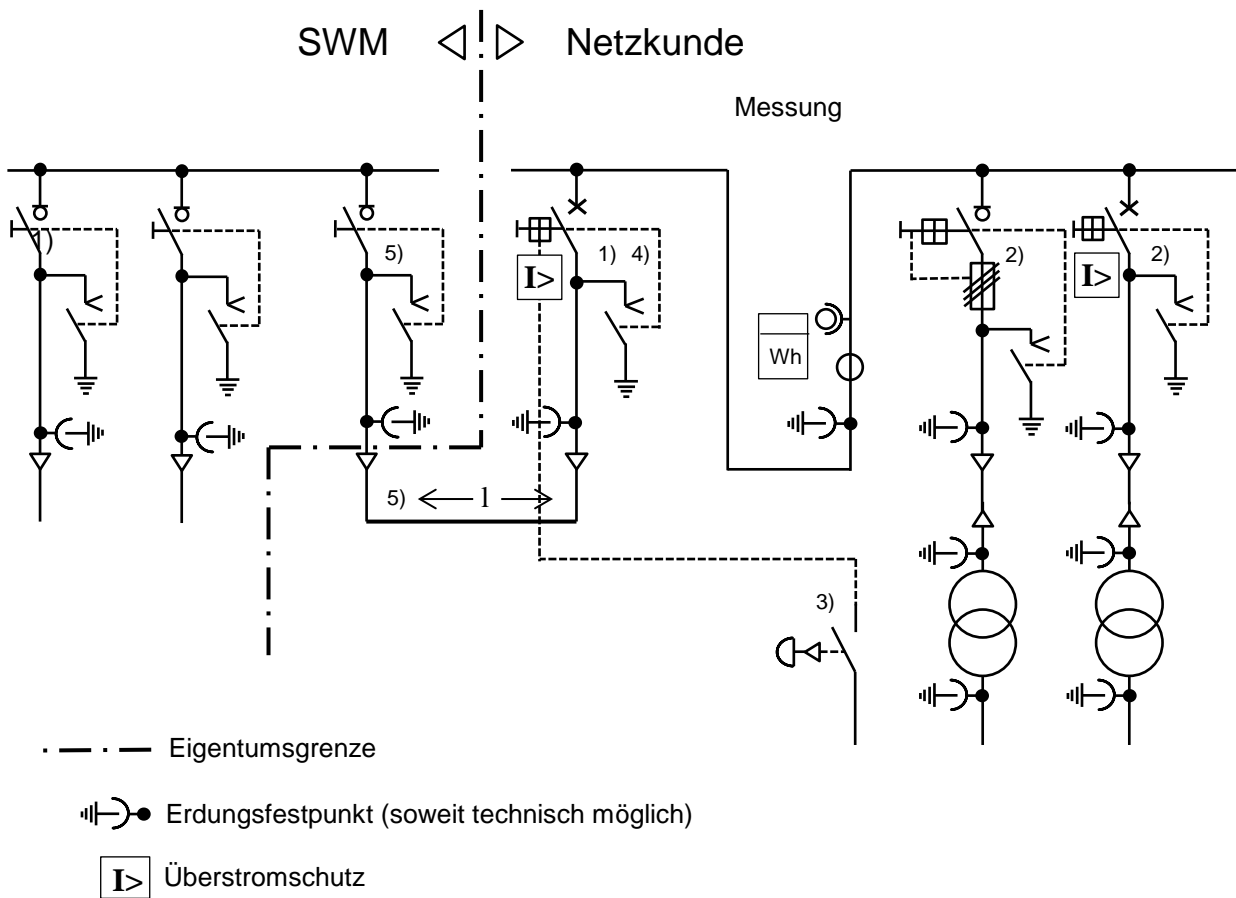 SWM Netzkunde
Messung
1)
5)
1) 4)
2)
2)
I>
I>
Wh
5) l
3)
Eigentumsgrenze
Erdungsfestpunkt (soweit technisch möglich)
I> Überstromschutz